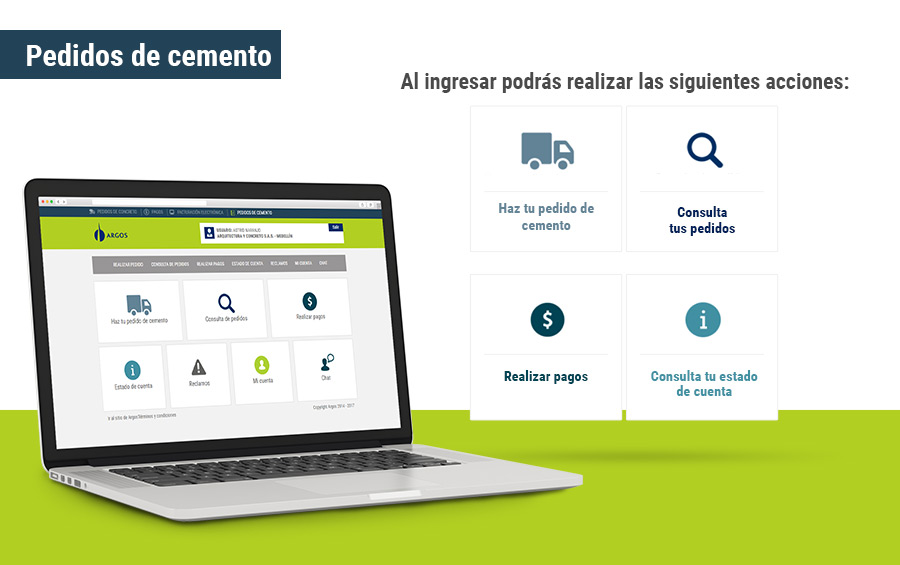 Pedidos de cemento
Al ingresar podrás realizar las siguientes acciones:
Haz tu pedido de
cemento
Consulta
tus pedidos
Realizar pagos
Consulta tu estado
de cuenta
PEDIDOS DE CONCRETO
PAGOS
FACTURACIÓN ELECTRÓNICA
PEDIDOS DE CEMENTO
ARGOS
USUARIO: ASTRID NARANJO
ARQUITECTURA Y CONCRETO S.A.S. - MEDELLÍN
Salir
REALIZAR PEDIDO CONSULTA DE PEDIDOS REALIZAR PAGOS ESTADO DE CUENTA RECLAMOS MI CUENTA CHAT
Haz tu pedido de cemento
Consulta de pedidos
Realizar pagos
Estado de cuenta
Reclamos
Mi cuenta
Chat
Ir al sitio de Argos Términos y condiciones
Copyright Argos 2014 - 2017